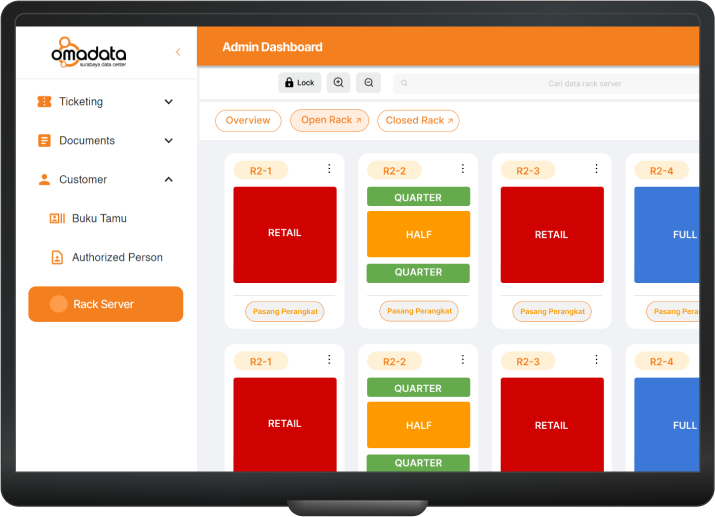 omadata
surabaya data center
Ticketing
Documents
Customer
Buku Tamu
Authorized Person
Rack Server
Admin Dashboard
Lock
Cari data rack server
Overview
Open Rack
Closed Rack
R2-1
RETAIL
Pasang Perangkat
R2-2
QUARTER
HALF
QUARTER
Pasang Perangkat
R2-3
RETAIL
Pasang Perangkat
R2-4
FULL
Pasang Pera
R2-1
RETAIL
R2-2
QUARTER
HALF
QUARTER
R2-3
RETAIL
R2-4
FULL